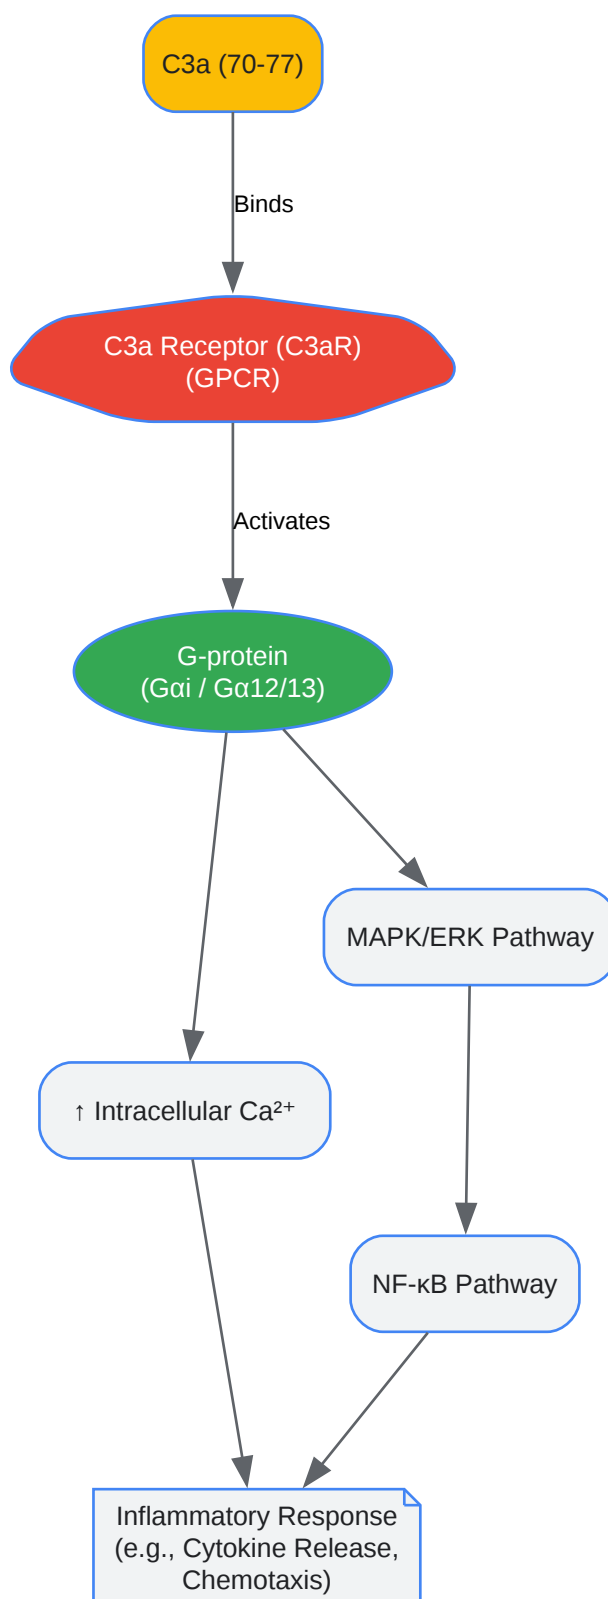 C3a (70-77)
Binds
C3a Receptor (C3aR)
(GPCR)
Activates
G-protein
(Gαi / Gα12/13)
MAPK/ERK Pathway
↑ Intracellular Ca²⁺
NF-κB Pathway
Inflammatory Response
(e.g., Cytokine Release,
Chemotaxis)